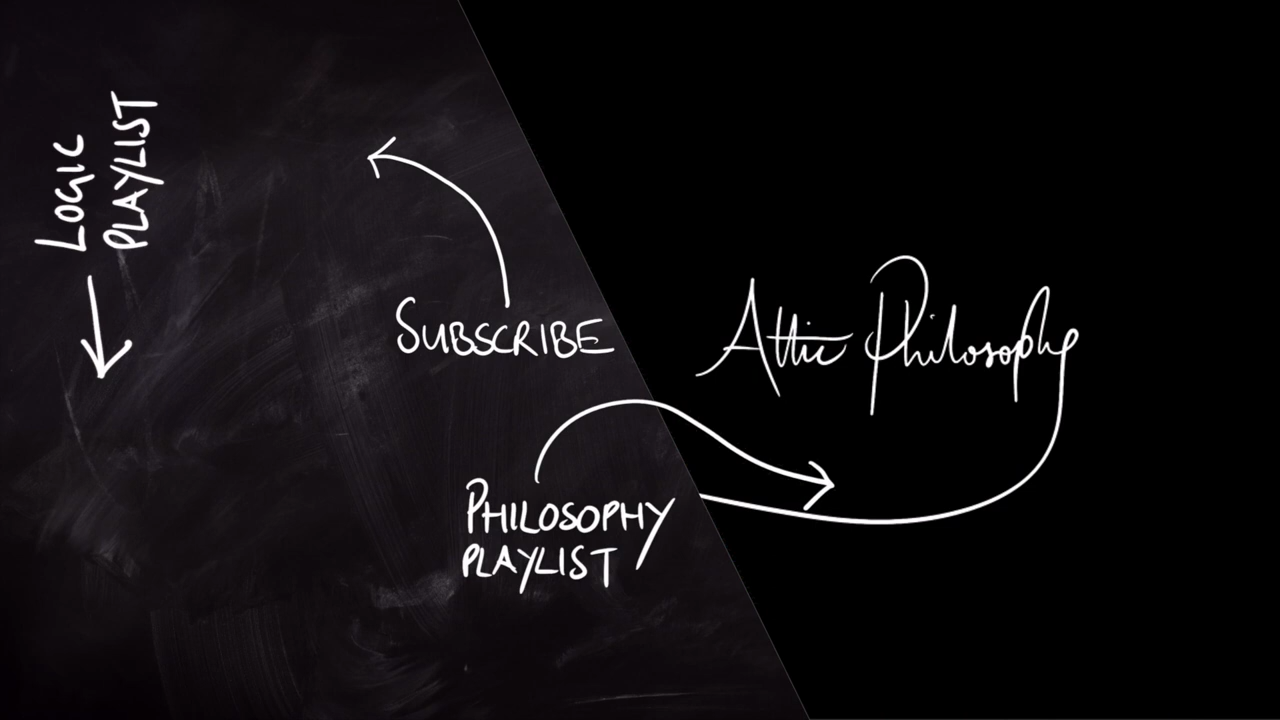 LOGIC
PLAYLIST
SUBSCRIBE
Attic Philosophy
PHILOSOPHY
PLAYLIST